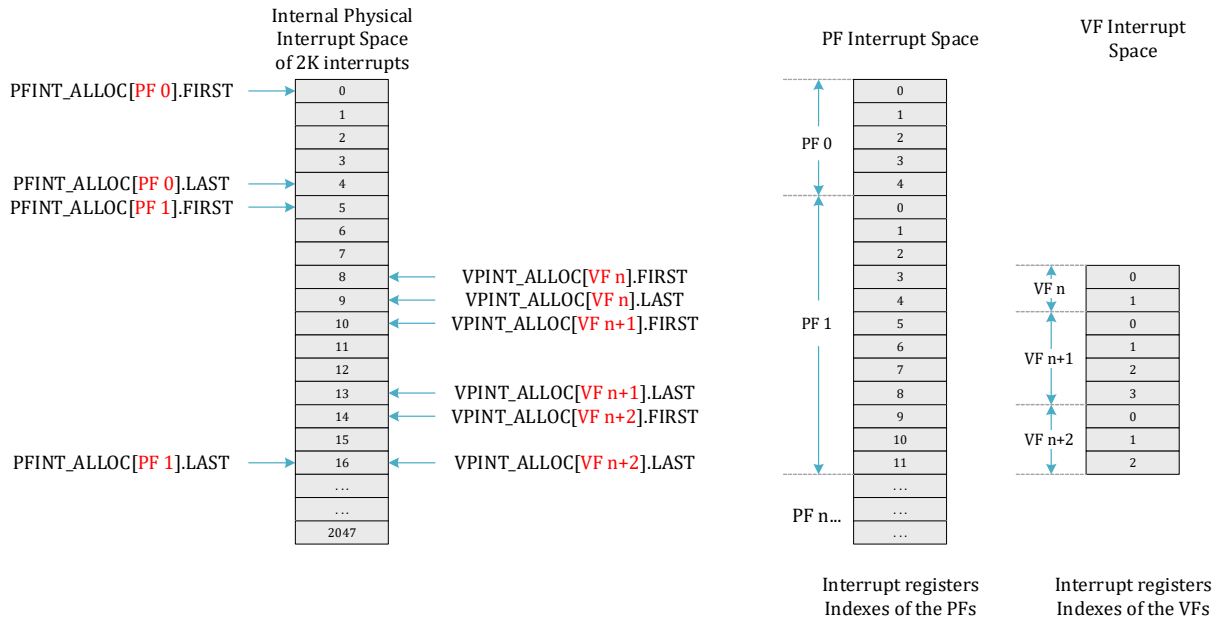 Internal Physical
Interrupt Space
of 2K interrupts
PF Interrupt Space
VF Interrupt
Space
PFINT_ALLOC[PF 0].FIRST
PFINT_ALLOC[PF 0].LAST
PFINT_ALLOC[PF 1].FIRST
PFINT_ALLOC[PF 1].LAST
0
1
2
3
4
5
6
7
8
9
10
11
12
13
14
15
16
...
...
2047
VPINT_ALLOC[VF n].FIRST
VPINT_ALLOC[VF n].LAST
VPINT_ALLOC[VF n+1].FIRST
VPINT_ALLOC[VF n+1].LAST
VPINT_ALLOC[VF n+2].FIRST
VPINT_ALLOC[VF n+2].LAST
PF 0
PF 1
PF n...
0
1
2
3
4
0
1
2
3
4
5
6
7
8
9
10
11
...
...
...
VF n
VF n+1
VF n+2
0
1
0
1
2
3
0
1
2
Interrupt registers
Indexes of the PFs
Interrupt registers
Indexes of the VFs